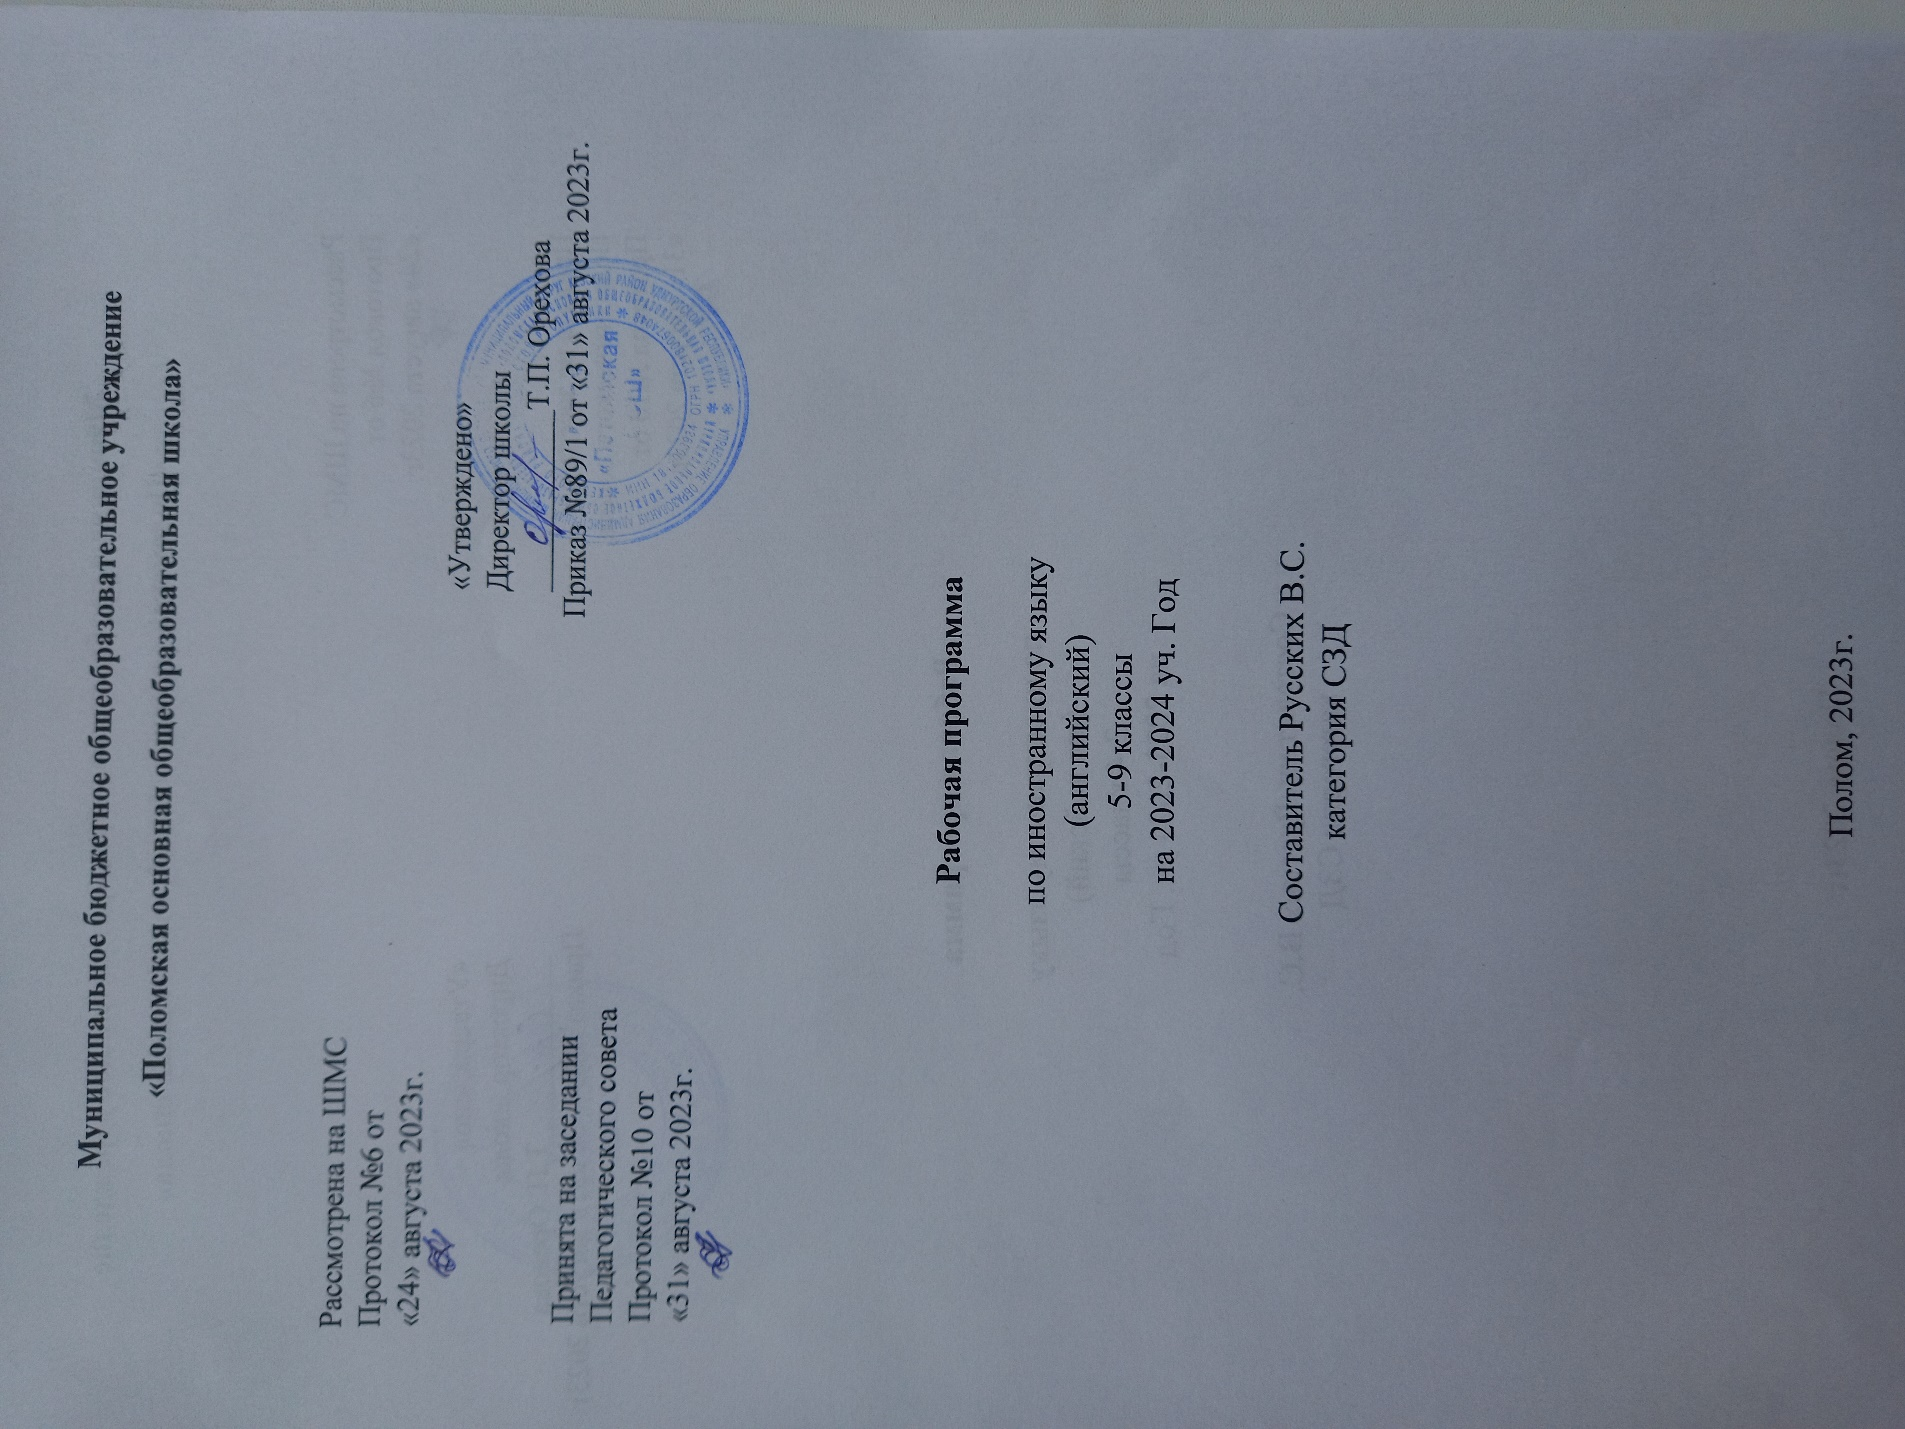 Муниципальное бюджетное общеобразовательное учреждение
«Поломская основная общеобразовательная школа»
Рассмотрена на ШМС
Протокол №6 от
«24» августа 2023г.
«Утверждено»
Директор школы
Т.П. Орехова
Приказ №89/1 от «31» августа 2023г.
Принята на заседании
Педагогического совета
Протокол №10 от
«31» августа 2023г.
Рабочая программа
по иностранному языку
(английский)
5-9 классы
на 2023-2024 уч. Год
Составитель Русских В.С.
категория СЗД
Полом, 2023г.